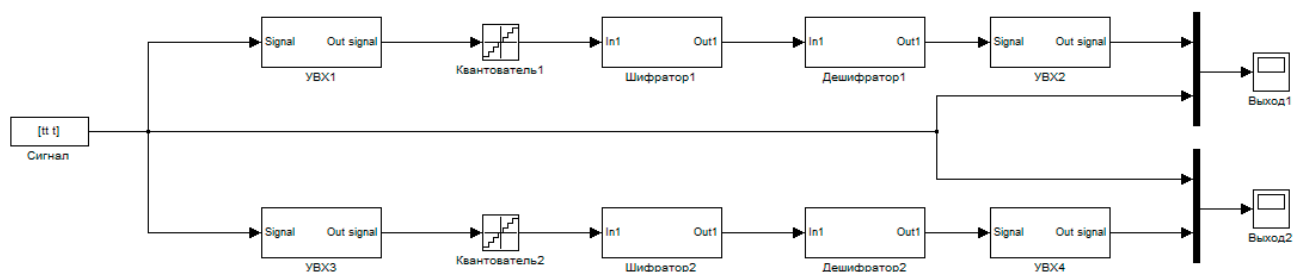 Signal Out signal
УВХ1
Квантователь1
In1 Out1
Шифратор1
In1 Out1
Дешифратор1
Signal Out signal
УВХ2
Выход1
[tt t]
Сигнал
Signal Out signal
УВХ3
Квантователь2
In1 Out1
Шифратор2
In1 Out1
Дешифратор2
Signal Out signal
УВХ4
Выход2